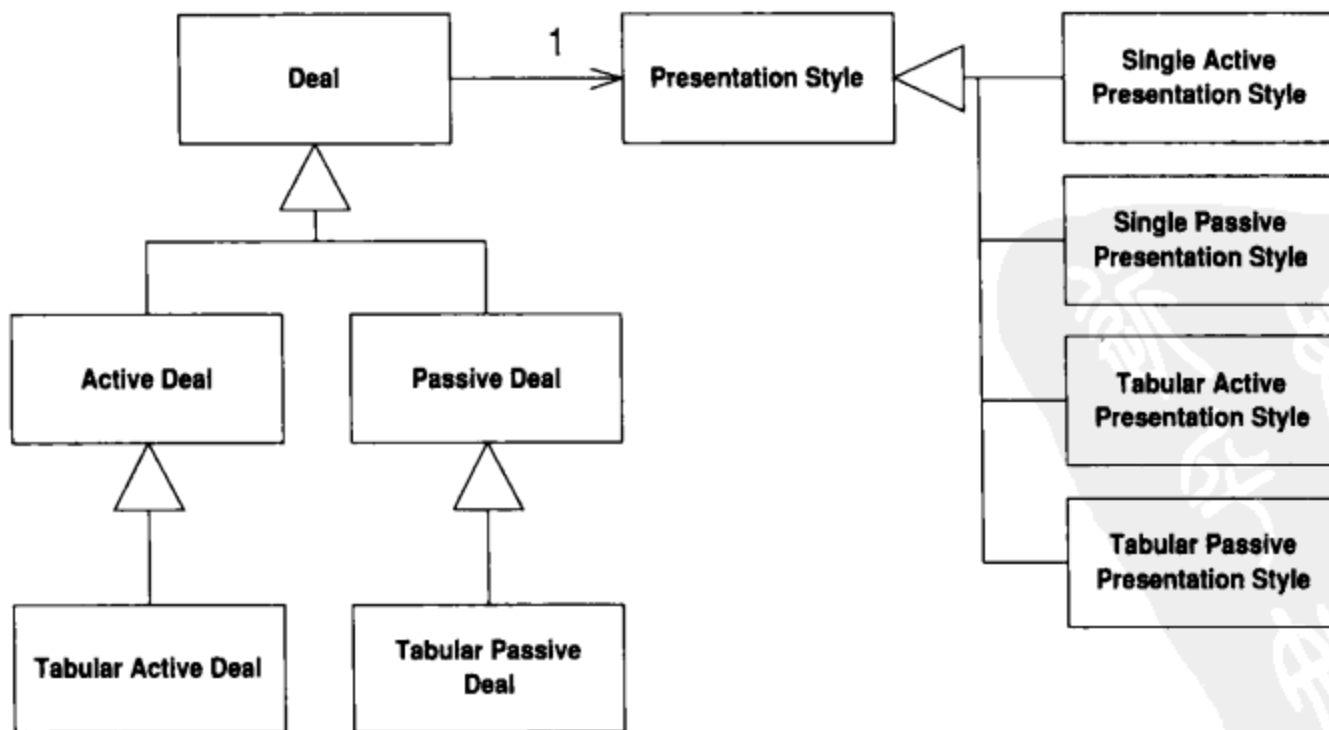 1
Deal
Presentation Style
Single Active
Presentation Style
Single Passive
Presentation Style
Active Deal
Passive Deal
Tabular Active
Presentation Style
Tabular Active Deal
Tabular Passive
Deal
Tabular Passive
Presentation Style